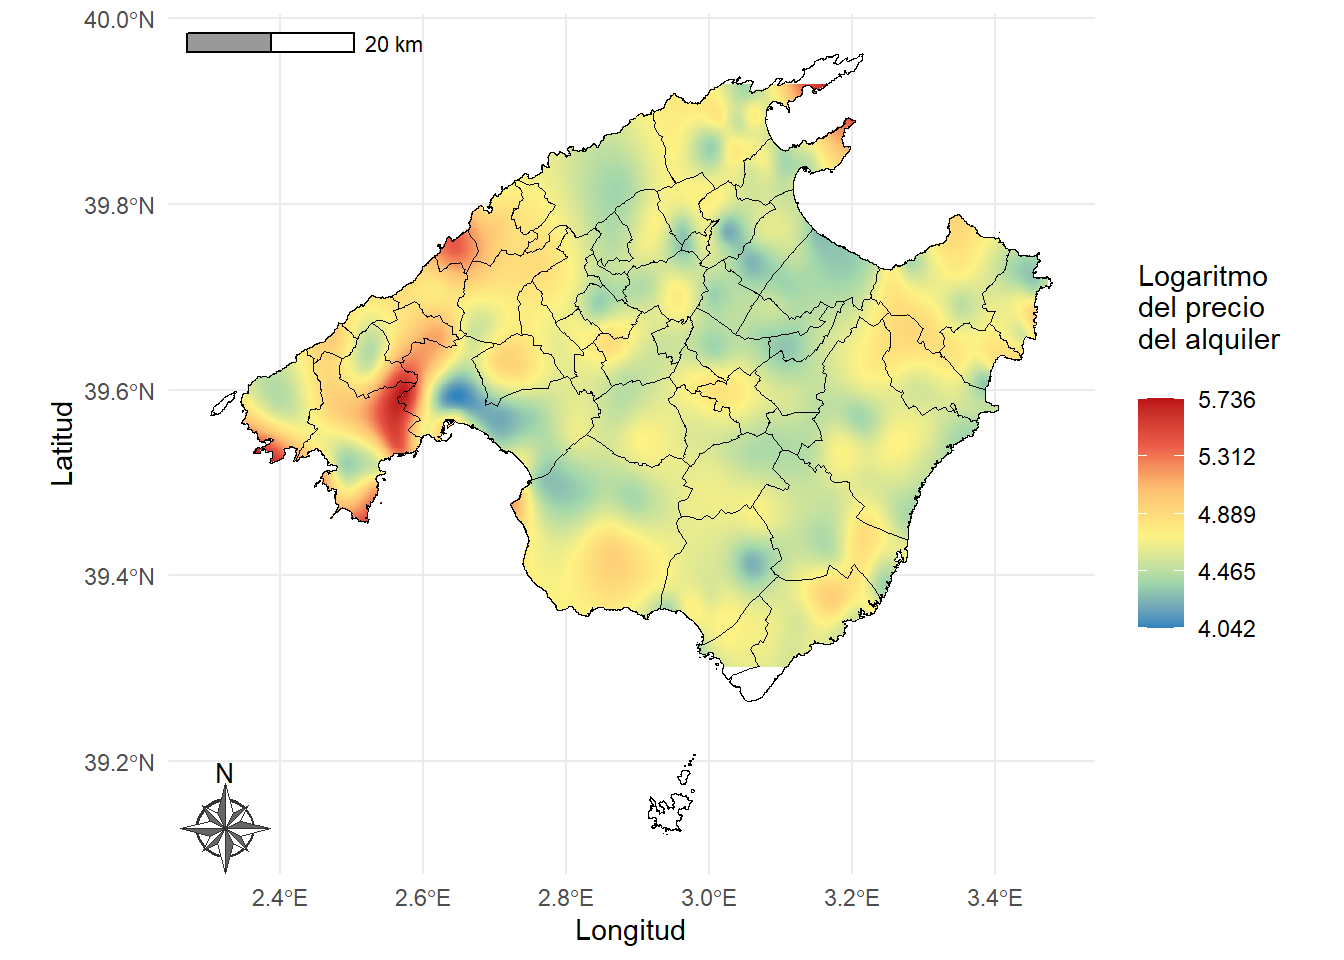 40.0°N
20 km
39.8°N
39.6°N
39.4°N
39.2°N
Latitud
N
2.4°E 2.6°E 2.8°E 3.0°E 3.2°E 3.4°E
Longitud
Logaritmo
del precio
del alquiler
5.736
5.312
4.889
4.465
4.042